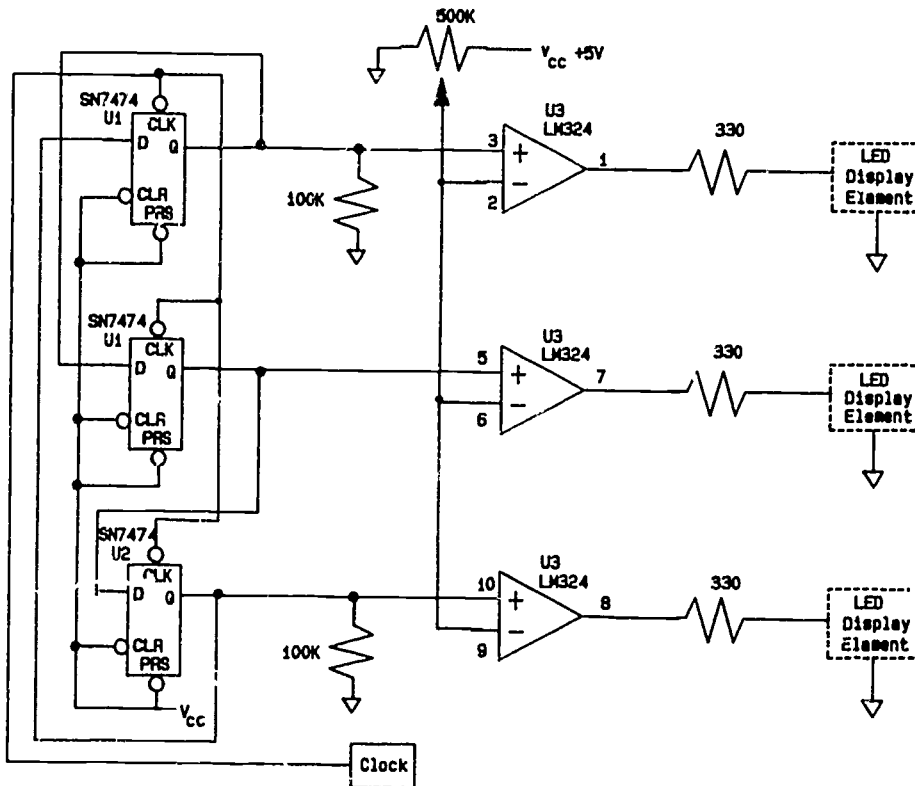 500K
V_CC +5V
SN7474
U1
CLK
D Q
CLR
PRS
100K
U3
LM324
3 +
2 -
1
330
LED
Display
Element
SN7474
U1
CLK
D Q
CLR
PRS
U3
LM324
5 +
6 -
7
330
LED
Display
Element
SN7474
U2
CLK
D Q
CLR
PRS
V_CC
100K
U3
LM324
10 +
9 -
8
330
LED
Display
Element
Clock